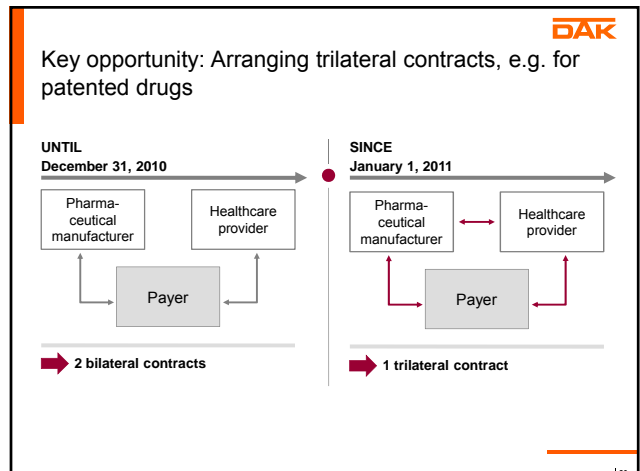 DAK
Key opportunity: Arranging trilateral contracts, e.g. for
patented drugs
UNTIL
December 31, 2010
Pharma-
ceutical
manufacturer
Healthcare
provider
Payer
2 bilateral contracts
SINCE
January 1, 2011
Pharma-
ceutical
manufacturer
Healthcare
provider
Payer
1 trilateral contract